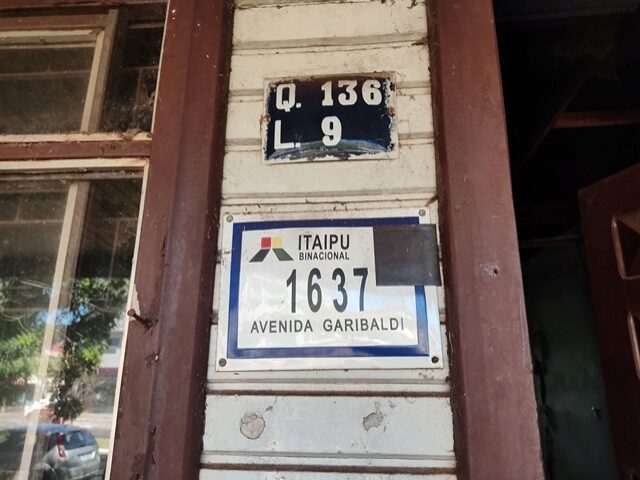 Q. 136
L. 9
ITAIPU
BINACIONAL
1637
AVENIDA GARIBALDI